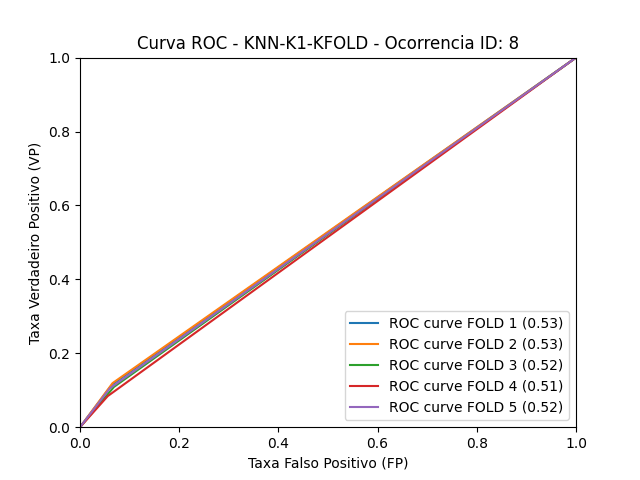 Curva ROC - KNN-K1-KFOLD - Ocorrencia ID: 8
Taxa Verdadeiro Positivo (VP)
1.0
0.8
0.6
0.4
0.2
0.0
ROC curve FOLD 1 (0.53)
ROC curve FOLD 2 (0.53)
ROC curve FOLD 3 (0.52)
ROC curve FOLD 4 (0.51)
ROC curve FOLD 5 (0.52)
0.0 0.2 0.4 0.6 0.8 1.0
Taxa Falso Positivo (FP)